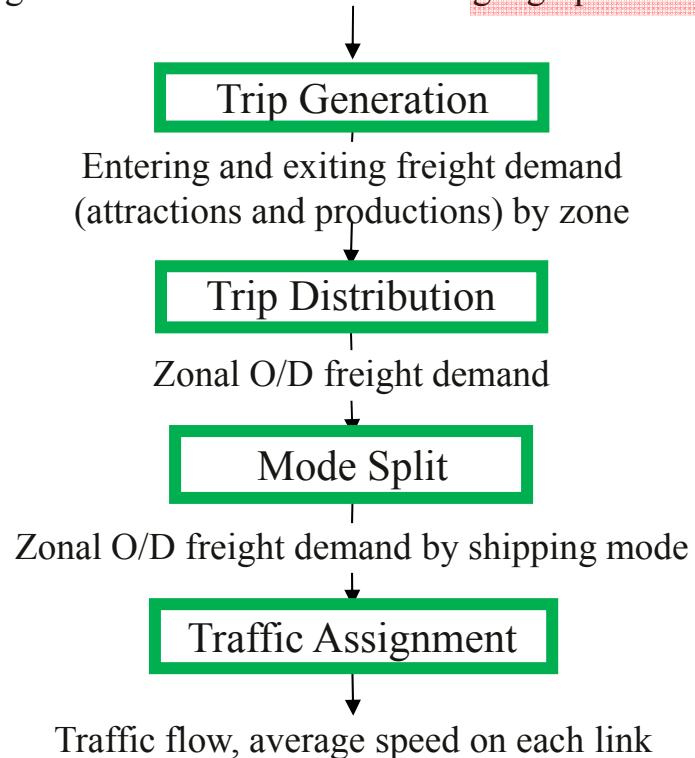 Trip Generation
Entering and exiting freight demand
(attractions and productions) by zone
Trip Distribution
Zonal O/D freight demand
Mode Split
Zonal O/D freight demand by shipping mode
Traffic Assignment
Traffic flow, average speed on each link